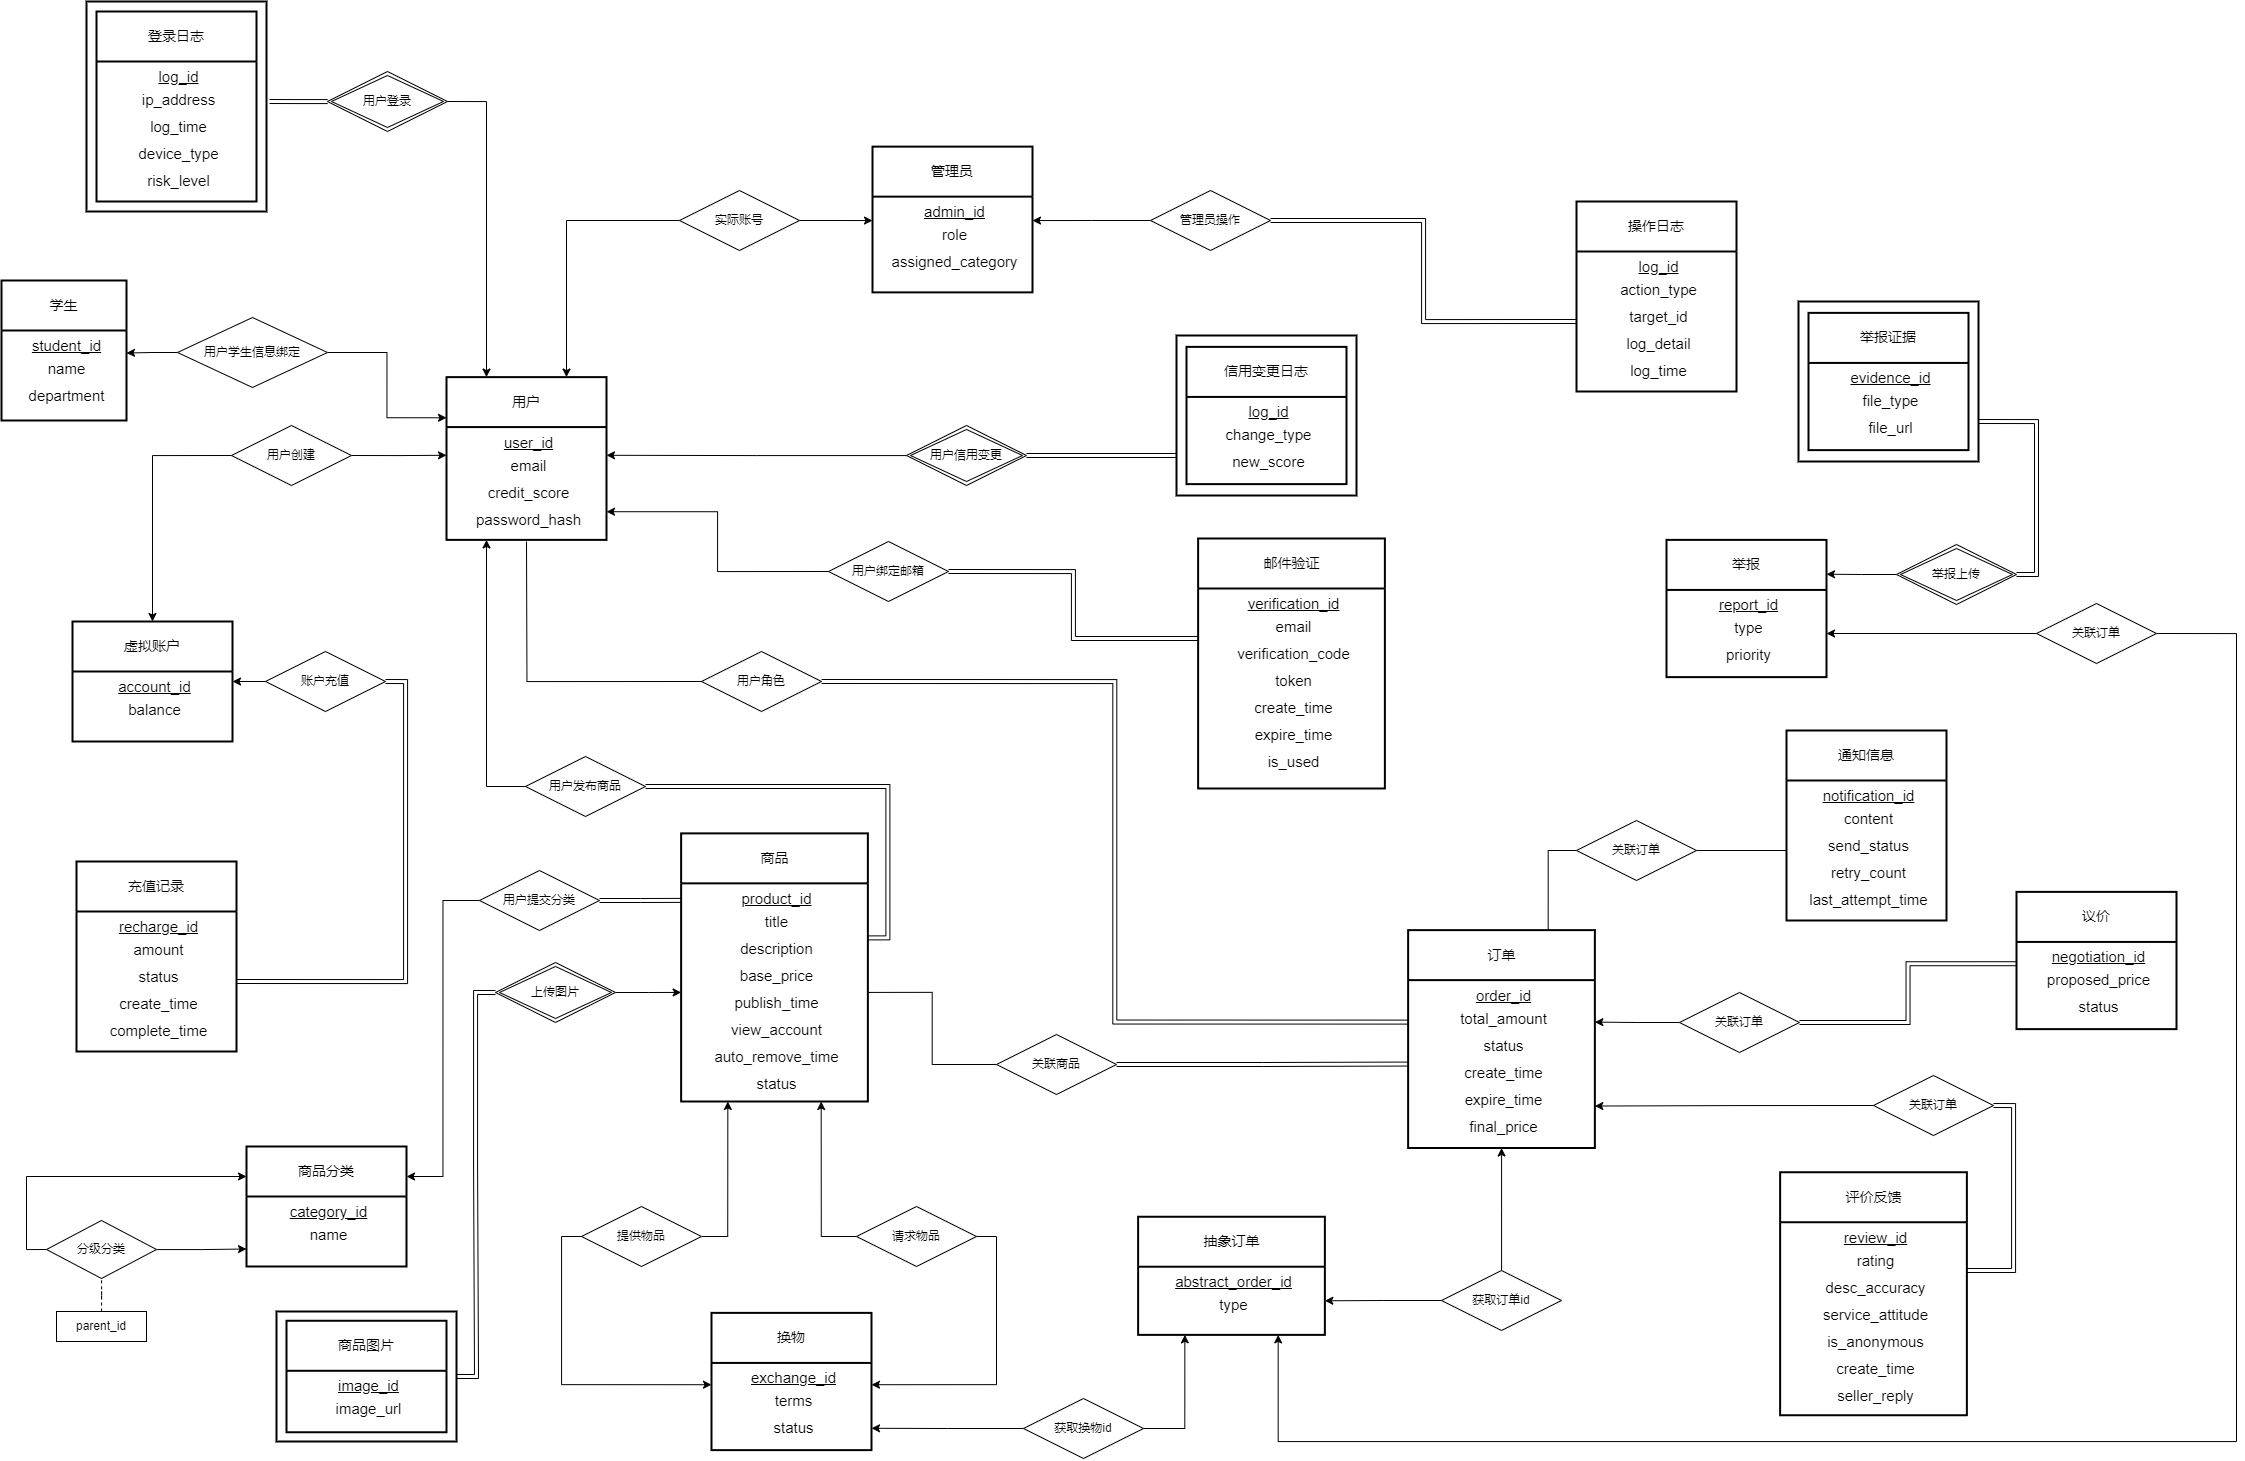 登录日志
log_id
ip_address
log_time
device_type
risk_level
用户登录
管理员
admin_id
role
assigned_category
实际账号
管理员操作
操作日志
log_id
action_type
target_id
log_detail
log_time
学生
student_id
name
department
用户学生信息绑定
用户
user_id
email
credit_score
password_hash
用户创建
信用变更日志
log_id
change_type
new_score
用户信用变更
举报证据
evidence_id
file_type
file_url
用户绑定邮箱
邮件验证
verification_id
email
verification_code
token
create_time
expire_time
is_used
举报
report_id
type
priority
举报上传
关联订单
虚拟账户
account_id
balance
账户充值
用户角色
用户发布商品
通知信息
notification_id
content
send_status
retry_count
last_attempt_time
关联订单
充值记录
recharge_id
amount
status
create_time
complete_time
用户提交分类
上传图片
商品
product_id
title
description
base_price
publish_time
view_account
auto_remove_time
status
关联商品
订单
order_id
total_amount
status
create_time
expire_time
final_price
议价
negotiation_id
proposed_price
status
关联订单
关联订单
商品分类
category_id
name
分级分类
parent_id
提供物品
请求物品
抽象订单
abstract_order_id
type
获取订单id
评价反馈
review_id
rating
desc_accuracy
service_attitude
is_anonymous
create_time
seller_reply
商品图片
image_id
image_url
换物
exchange_id
terms
status
获取换物id